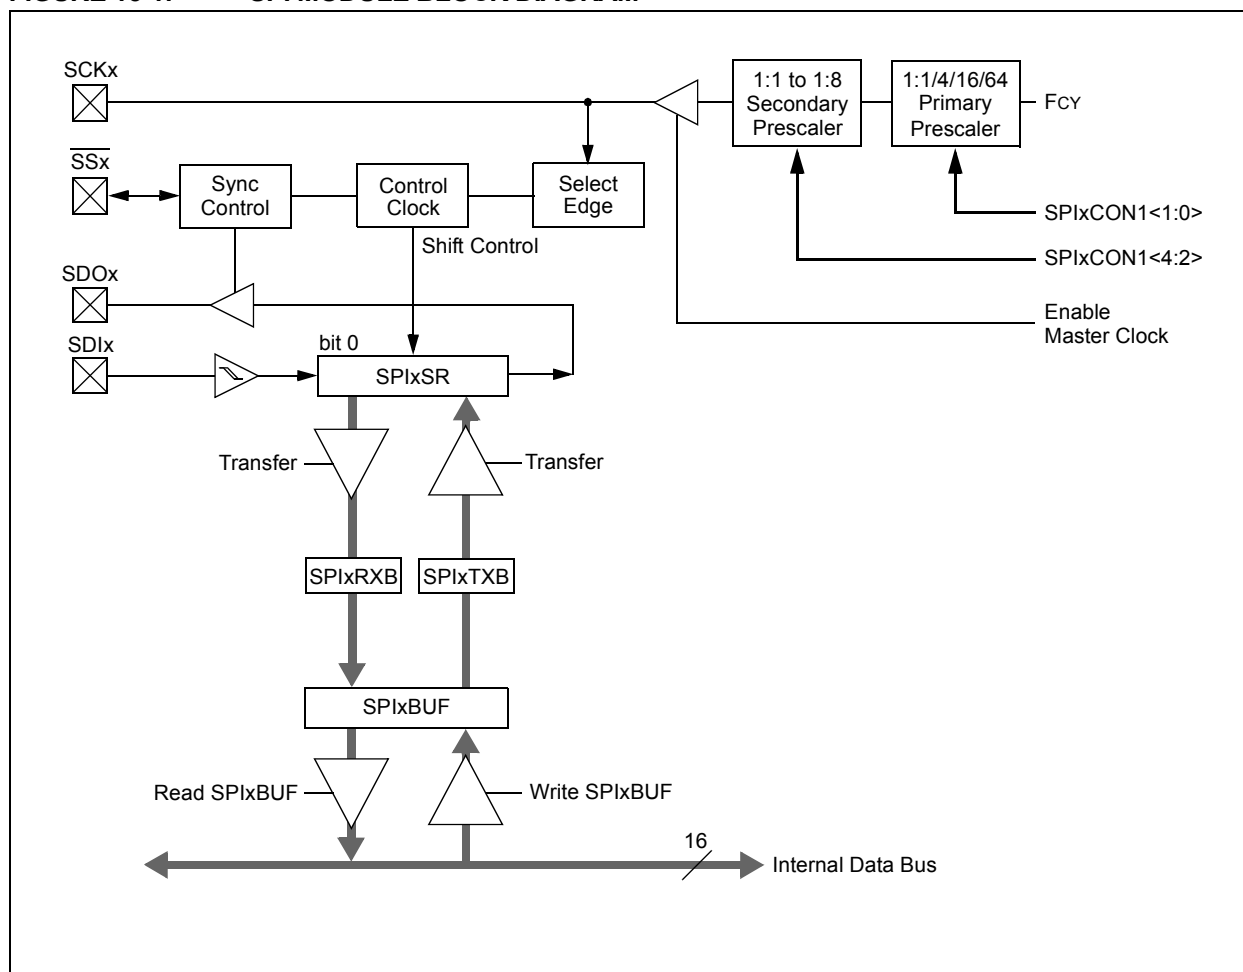 SCKx
1:1 to 1:8
Secondary
Prescaler
1:1/4/16/64
Primary
Prescaler
FCY
SSx
Sync
Control
Control
Clock
Select
Edge
SPIxCON1<1:0>
Shift Control
SPIxCON1<4:2>
SDOx
Enable
Master Clock
SDIx
bit 0
SPIxSR
Transfer
Transfer
SPIxRXB
SPIxTXB
SPIxBUF
Read SPIxBUF
Write SPIxBUF
16
Internal Data Bus